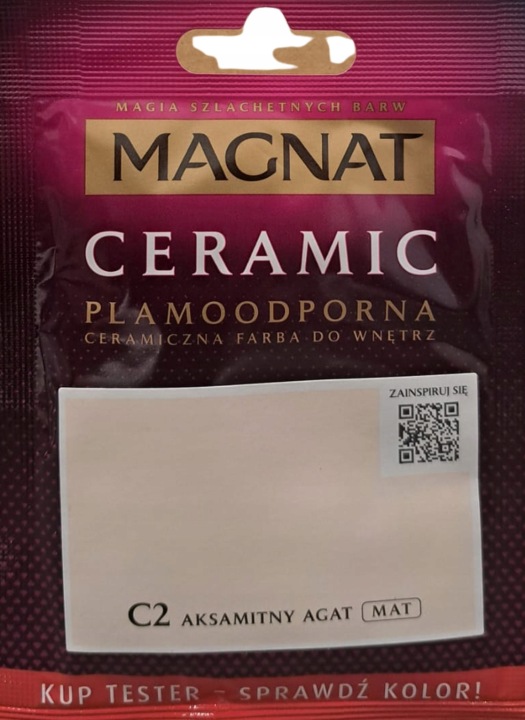 MAGIA SZLACHETNYCH BARW
MAGNAT
CERAMIC
PLAMOODPORNA
CERAMICZNA FARBA DO WNĘTRZ
ZAINSPIRUJ SIĘ
C2 AKSAMITNY AGAT MAT
KUP TESTER – SPRAWDŹ KOLOR!